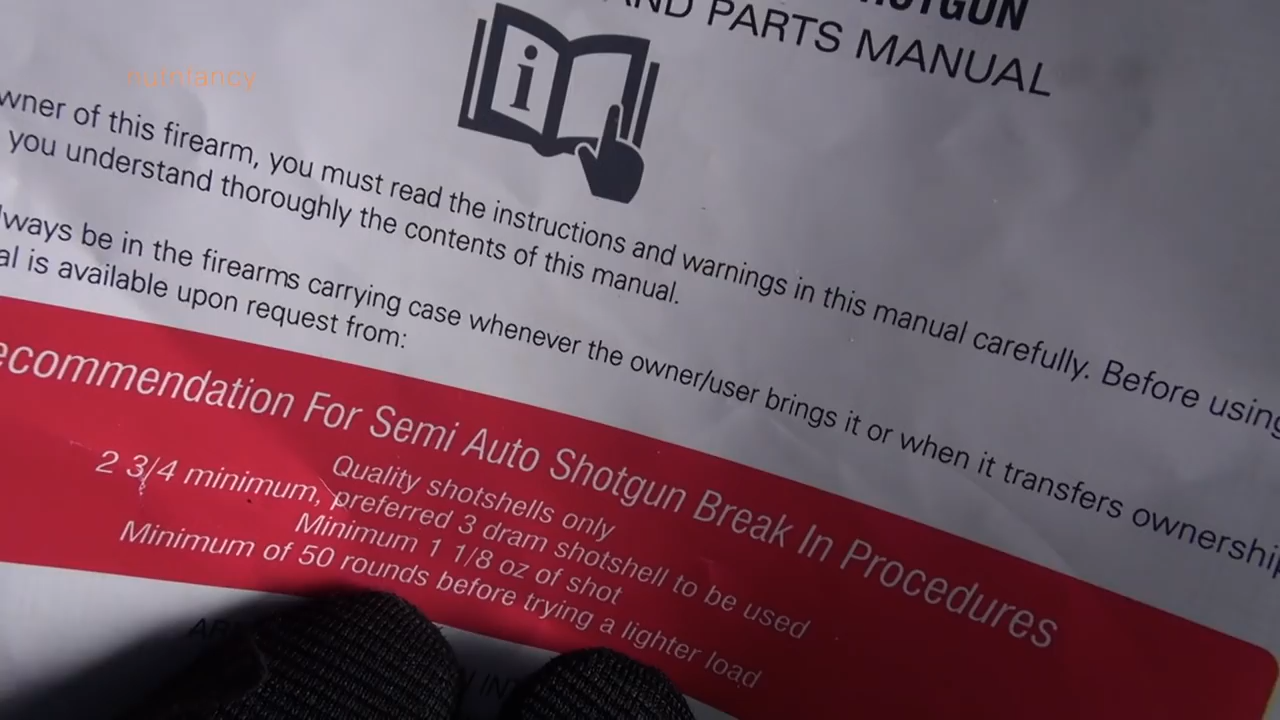 SHOTGUN
AND PARTS MANUAL
nutnfancy
owner of this firearm, you must read the instructions and warnings in this manual carefully. Before using
you understand thoroughly the contents of this manual.
always be in the firearms carrying case whenever the owner/user brings it or when it transfers ownership
is available upon request from:
Recommendation For Semi Auto Shotgun Break In Procedures
Quality shotshells only
2 3/4 minimum, preferred 3 dram shotshell to be used
Minimum 1 1/8 oz of shot
Minimum of 50 rounds before trying a lighter load